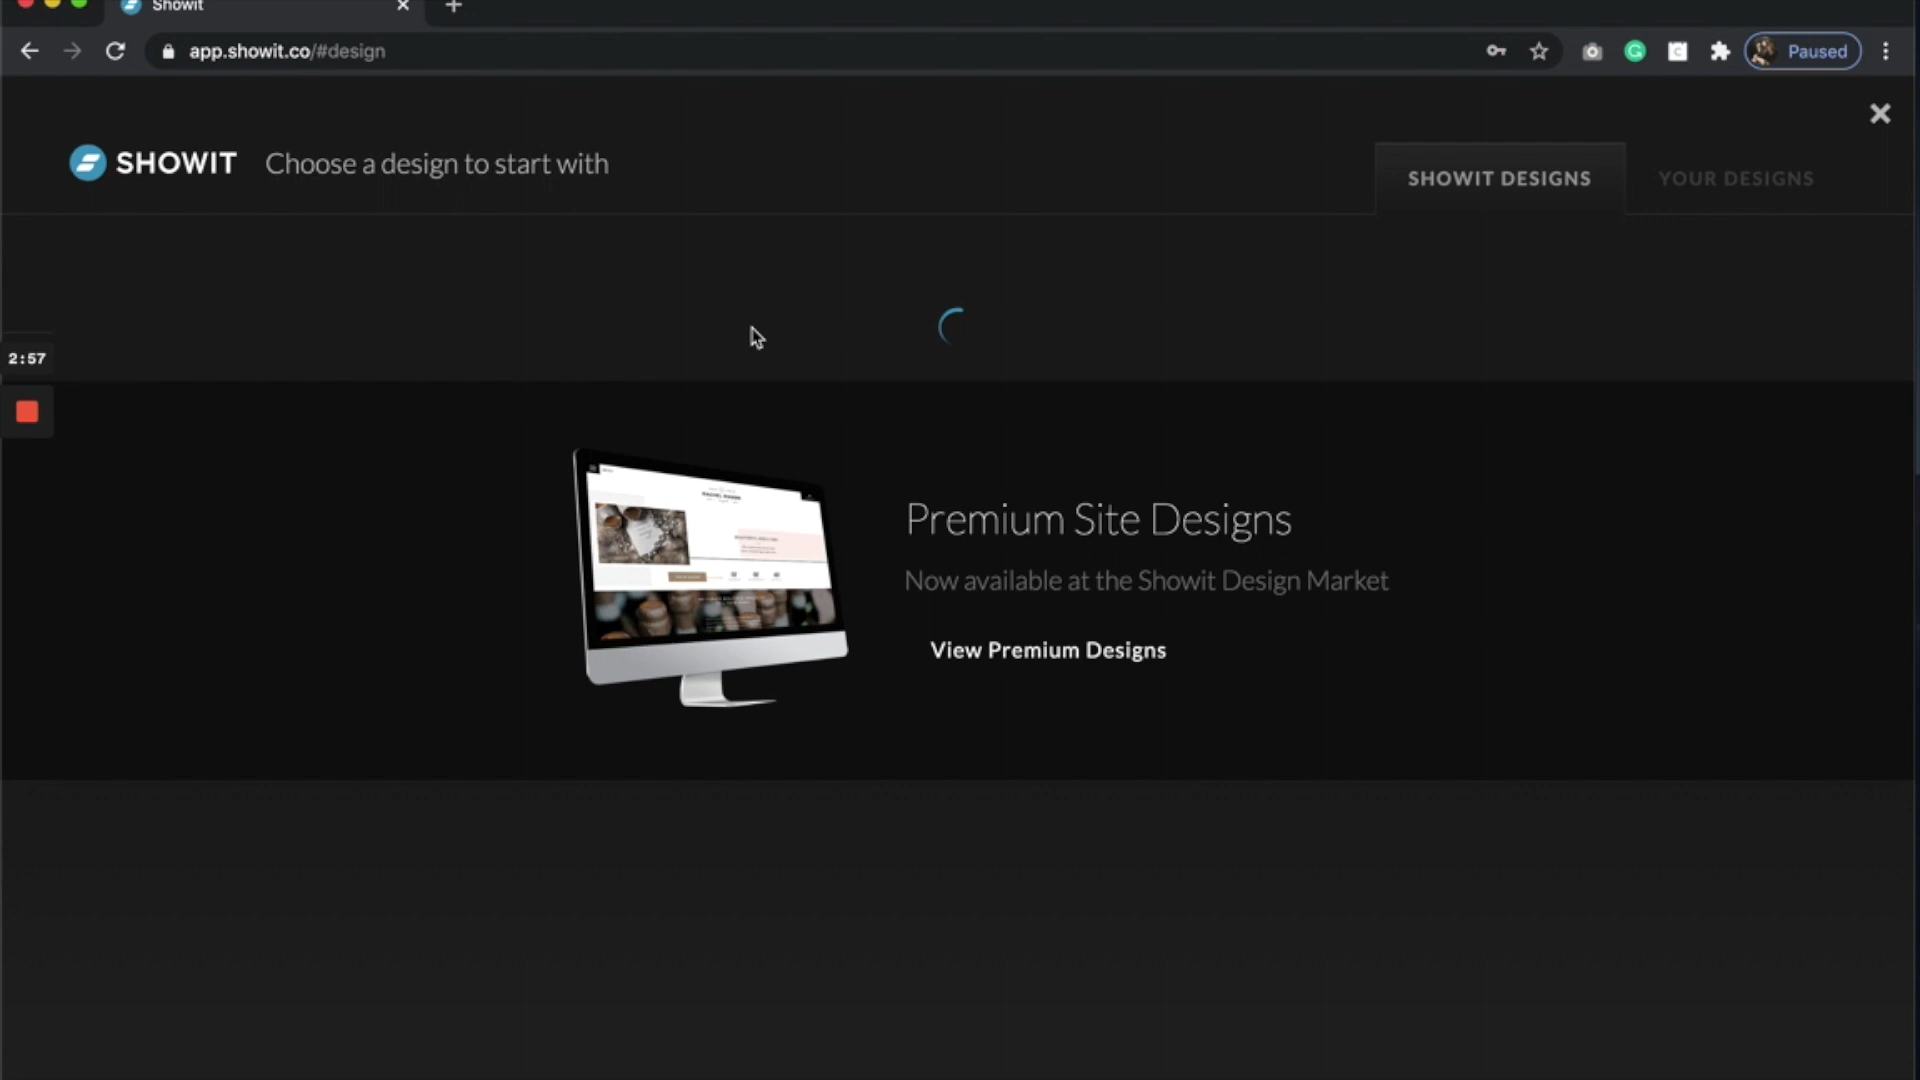 Showit
app.showit.co/#design
Paused
SHOWIT
Choose a design to start with
SHOWIT DESIGNS
YOUR DESIGNS
2:57
Premium Site Designs
Now available at the Showit Design Market
View Premium Designs